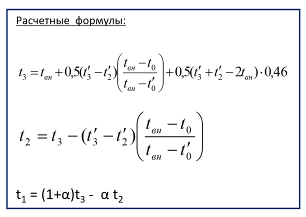 Расчетные формулы:
t₃ = tвн + 0,5(t′₃ − t′₂)((tвн − t₀)/(tвн − t′₀)) + 0,5(t′₃ + t′₂ − 2tвн) · 0,46
t₂ = t₃ − (t′₃ − t′₂)((tвн − t₀)/(tвн − t′₀))
t₁ = (1+α)t₃ - α t₂